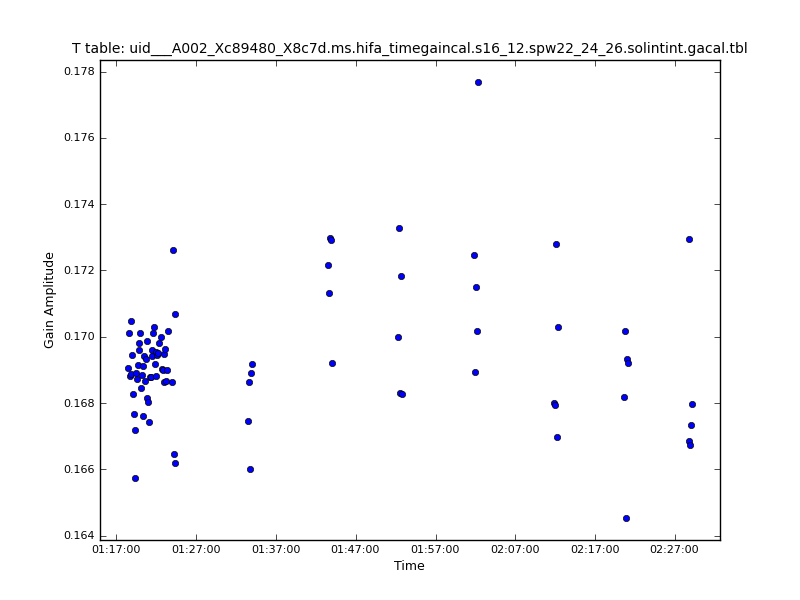 T table: uid___A002_Xc89480_X8c7d.ms.hifa_timegaincal.s16_12.spw22_24_26.solintint.gacal.tbl
0.178
0.176
0.174
0.172
0.170
0.168
0.166
0.164
Gain Amplitude
01:17:00 01:27:00 01:37:00 01:47:00 01:57:00 02:07:00 02:17:00 02:27:00
Time